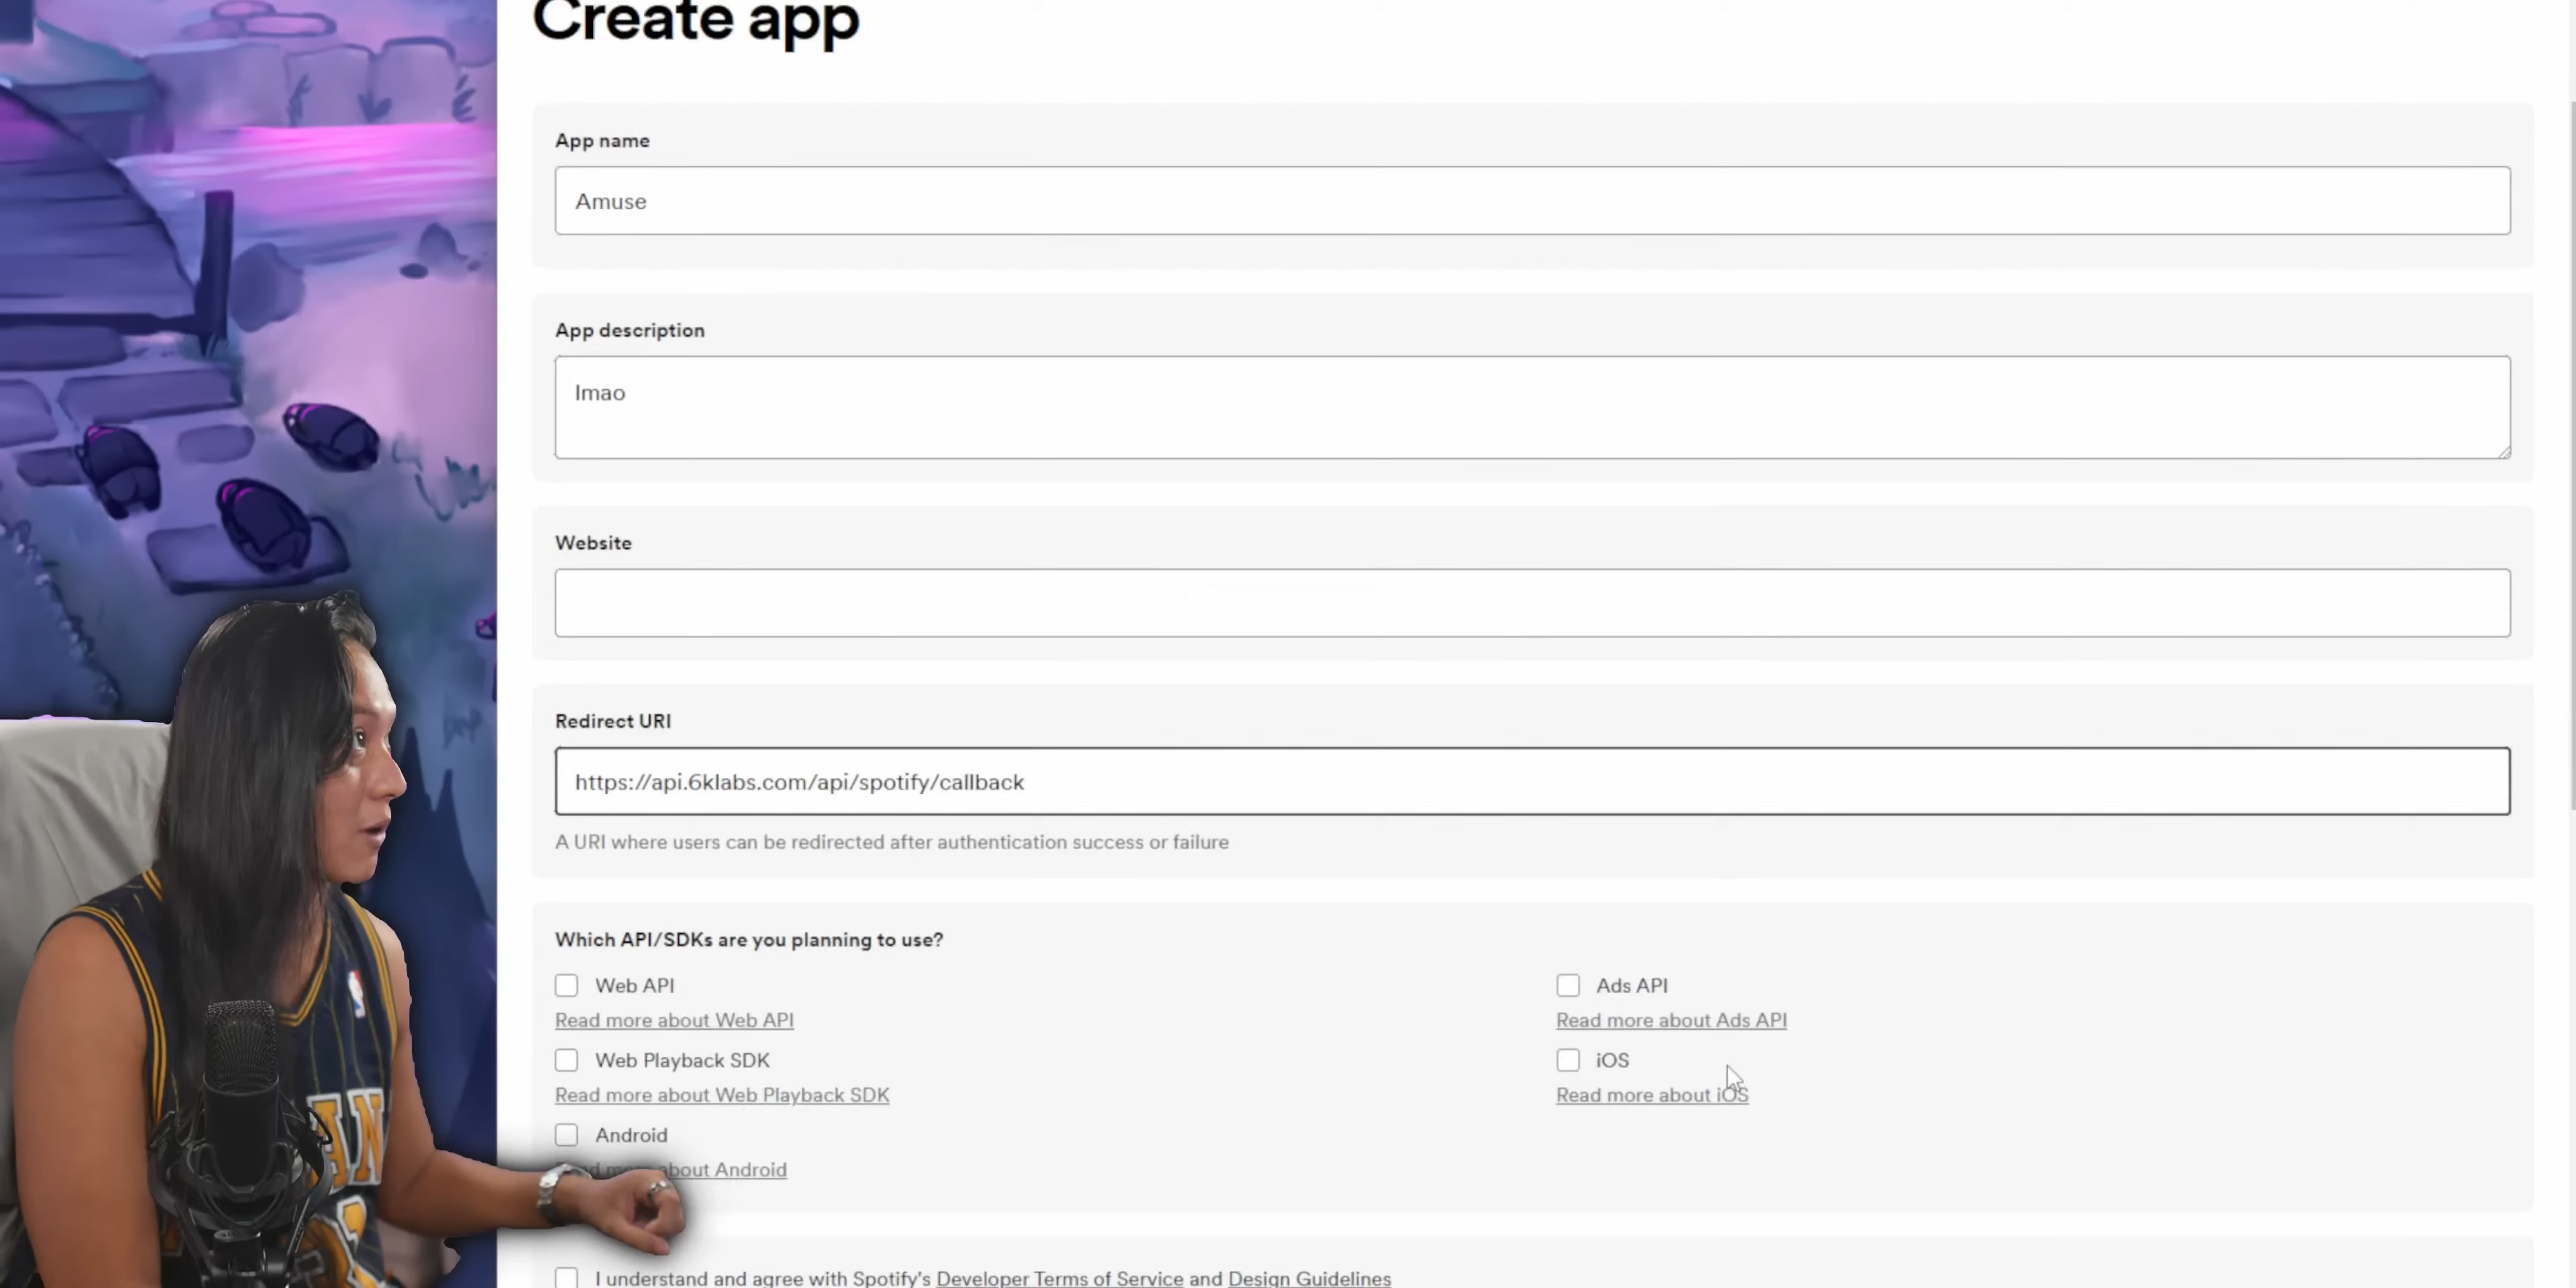 Create app
App name
Amuse
App description
lmao
Website
Redirect URI
https://api.6klabs.com/api/spotify/callback
A URI where users can be redirected after authentication success or failure
Which API/SDKs are you planning to use?
Web API
Read more about Web API
Web Playback SDK
Read more about Web Playback SDK
Android
about Android
Ads API
Read more about Ads API
iOS
Read more about iOS
I understand and agree with Spotify's Developer Terms of Service and Design Guidelines